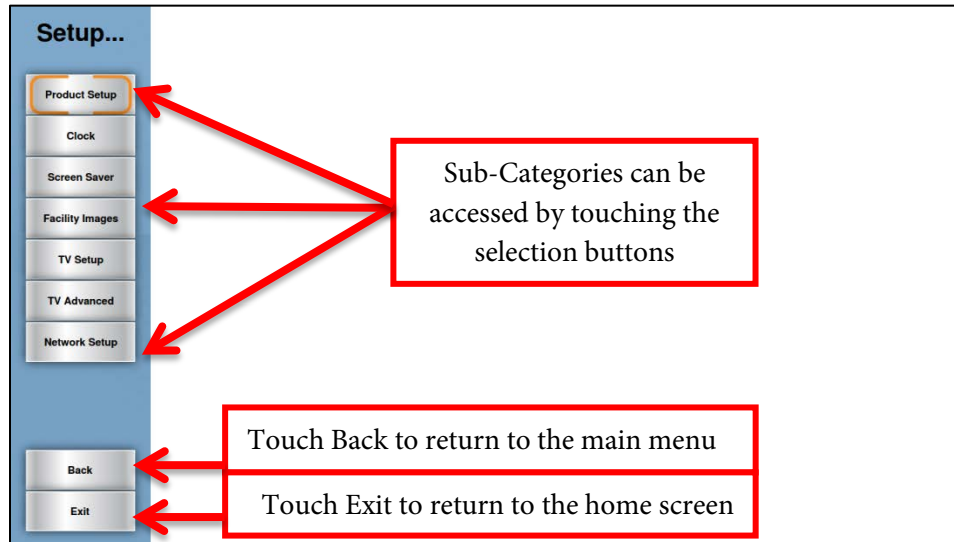 Setup...
Product Setup
Clock
Screen Saver
Facility Images
TV Setup
TV Advanced
Network Setup
Sub-Categories can be
accessed by touching the
selection buttons
Touch Back to return to the main menu
Back
Touch Exit to return to the home screen
Exit